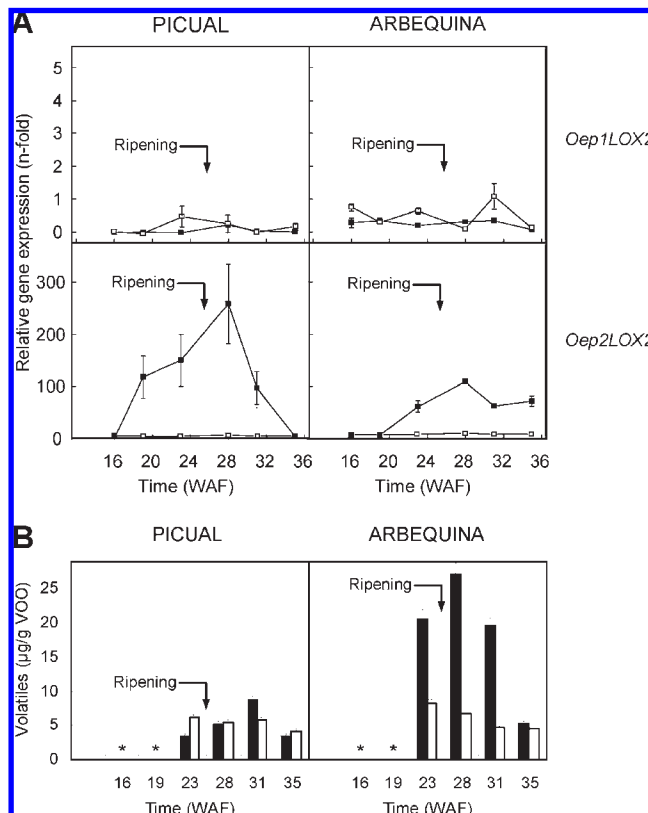 A
PICUAL ARBEQUINA
Relative gene expression (n-fold)
5
4
3
2
1
0
Ripening
Ripening
Oep1LOX2
300
200
100
0
Ripening
Ripening
Oep2LOX2
16 20 24 28 32 36 16 20 24 28 32 36
Time (WAF) Time (WAF)
B
PICUAL ARBEQUINA
Volatiles (µg/g VOO)
25
20
15
10
5
0
Ripening
Ripening
* * * *
16 19 23 28 31 35 16 19 23 28 31 35
Time (WAF) Time (WAF)